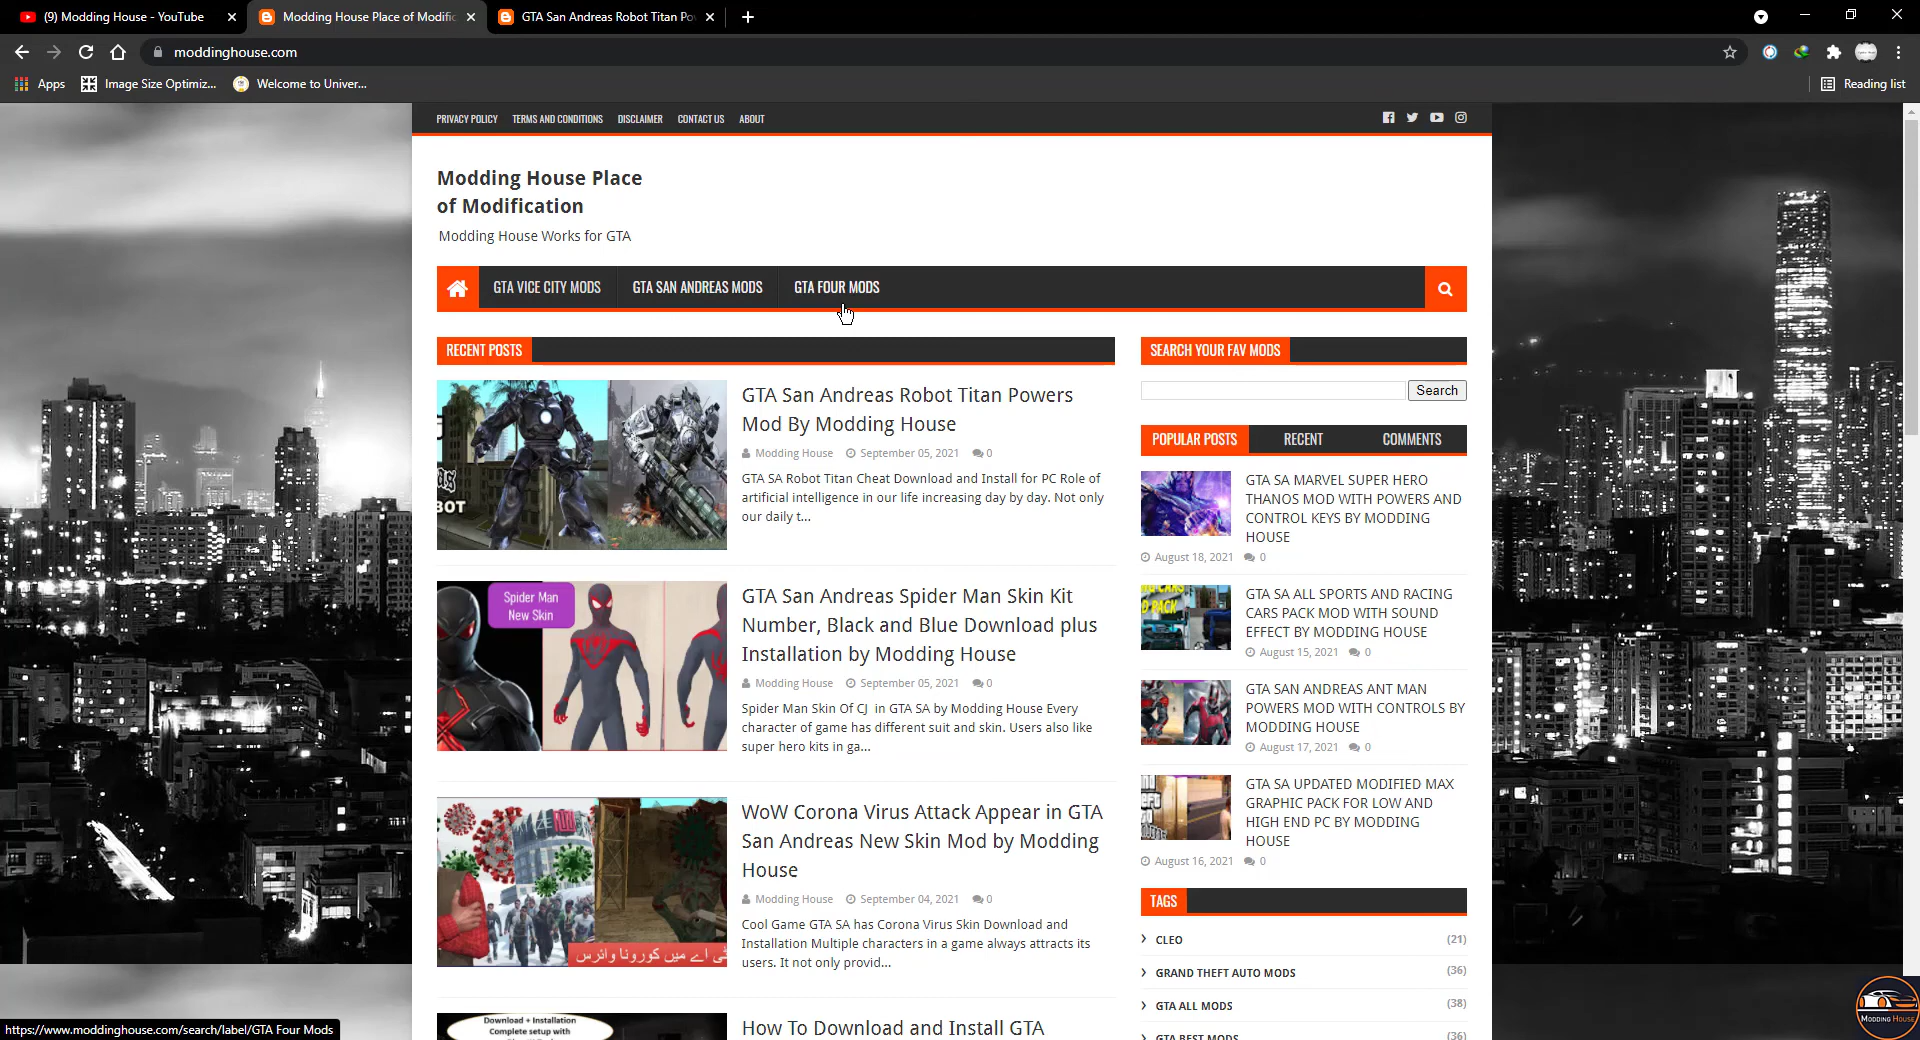 (9) Modding House - YouTube
Modding House Place of Modific
GTA San Andreas Robot Titan Po
moddinghouse.com
Apps
Image Size Optimiz...
Welcome to Univer...
Reading list
PRIVACY POLICY TERMS AND CONDITIONS DISCLAIMER CONTACT US ABOUT
Modding House Place
of Modification
Modding House Works for GTA
GTA VICE CITY MODS GTA SAN ANDREAS MODS GTA FOUR MODS
RECENT POSTS
GTA San Andreas Robot Titan Powers
Mod By Modding House
Modding House September 05, 2021 0
GTA SA Robot Titan Cheat Download and Install for PC Role of
artificial intelligence in our life increasing day by day. Not only
our daily t...
BOT
Spider Man
New Skin
GTA San Andreas Spider Man Skin Kit
Number, Black and Blue Download plus
Installation by Modding House
Modding House September 05, 2021 0
Spider Man Skin Of CJ in GTA SA by Modding House Every
character of game has different suit and skin. Users also like
super hero kits in ga...
WoW Corona Virus Attack Appear in GTA
San Andreas New Skin Mod by Modding
House
Modding House September 04, 2021 0
Cool Game GTA SA has Corona Virus Skin Download and
Installation Multiple characters in a game always attracts its
users. It not only provid...
ٹی اے میں کورونا وائرس
Download + Installation
Complete setup with
How To Download and Install GTA
SEARCH YOUR FAV MODS
Search
POPULAR POSTS RECENT COMMENTS
GTA SA MARVEL SUPER HERO
THANOS MOD WITH POWERS AND
CONTROL KEYS BY MODDING
HOUSE
August 18, 2021 0
GTA SA ALL SPORTS AND RACING
CARS PACK MOD WITH SOUND
EFFECT BY MODDING HOUSE
August 15, 2021 0
GTA SAN ANDREAS ANT MAN
POWERS MOD WITH CONTROLS BY
MODDING HOUSE
August 17, 2021 0
GTA SA UPDATED MODIFIED MAX
GRAPHIC PACK FOR LOW AND
HIGH END PC BY MODDING
HOUSE
August 16, 2021 0
TAGS
CLEO (21)
GRAND THEFT AUTO MODS (36)
GTA ALL MODS (38)
GTA BEST MODS (36)
https://www.moddinghouse.com/search/label/GTA Four Mods
MODDING HOUSE